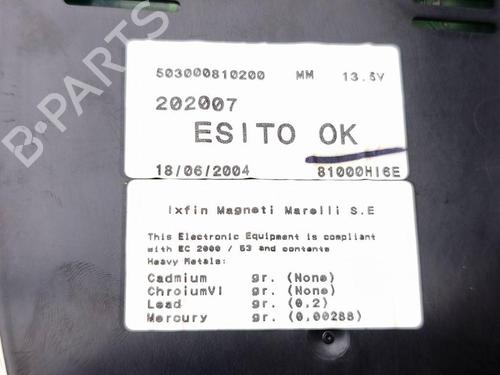 B-PARTS
503000810200 MM 13.5V
202007
ESITO OK
18/06/2004 81000HI6E
Ixfin Magneti Marelli S.E
This Electronic Equipment is compliant
with EC 2000 / 53 and contents
Heavy Metals:
Cadmium gr. (None)
ChroiumVI gr. (None)
Lead gr. (0.2)
Mercury gr. (0.00288)